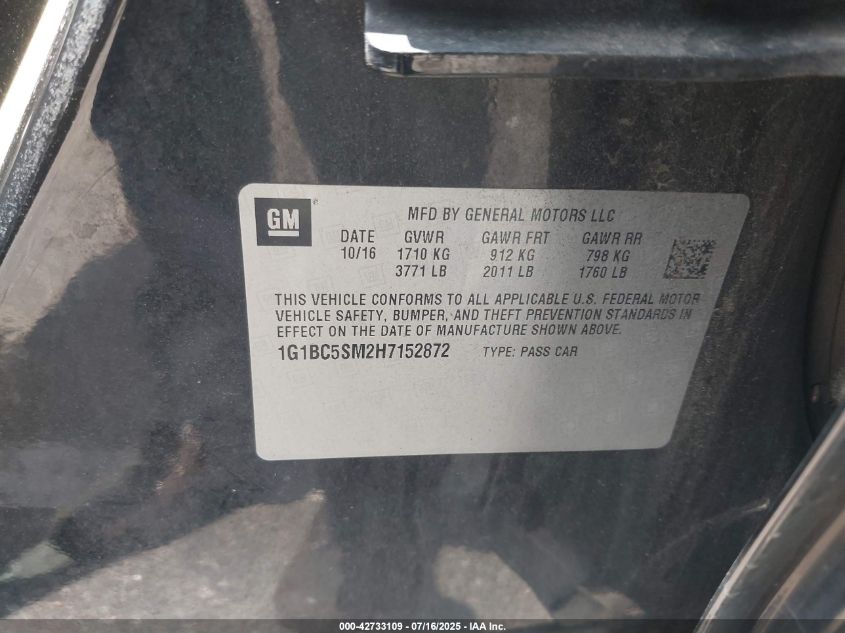 GM
MFD BY GENERAL MOTORS LLC
DATE GVWR GAWR FRT GAWR RR
10/16 1710 KG 912 KG 798 KG
3771 LB 2011 LB 1760 LB
THIS VEHICLE CONFORMS TO ALL APPLICABLE U.S. FEDERAL MOTOR
VEHICLE SAFETY, BUMPER, AND THEFT PREVENTION STANDARDS IN
EFFECT ON THE DATE OF MANUFACTURE SHOWN ABOVE.
1G1BC5SM2H7152872 TYPE: PASS CAR
000-42733109 - 07/16/2025 - IAA Inc.